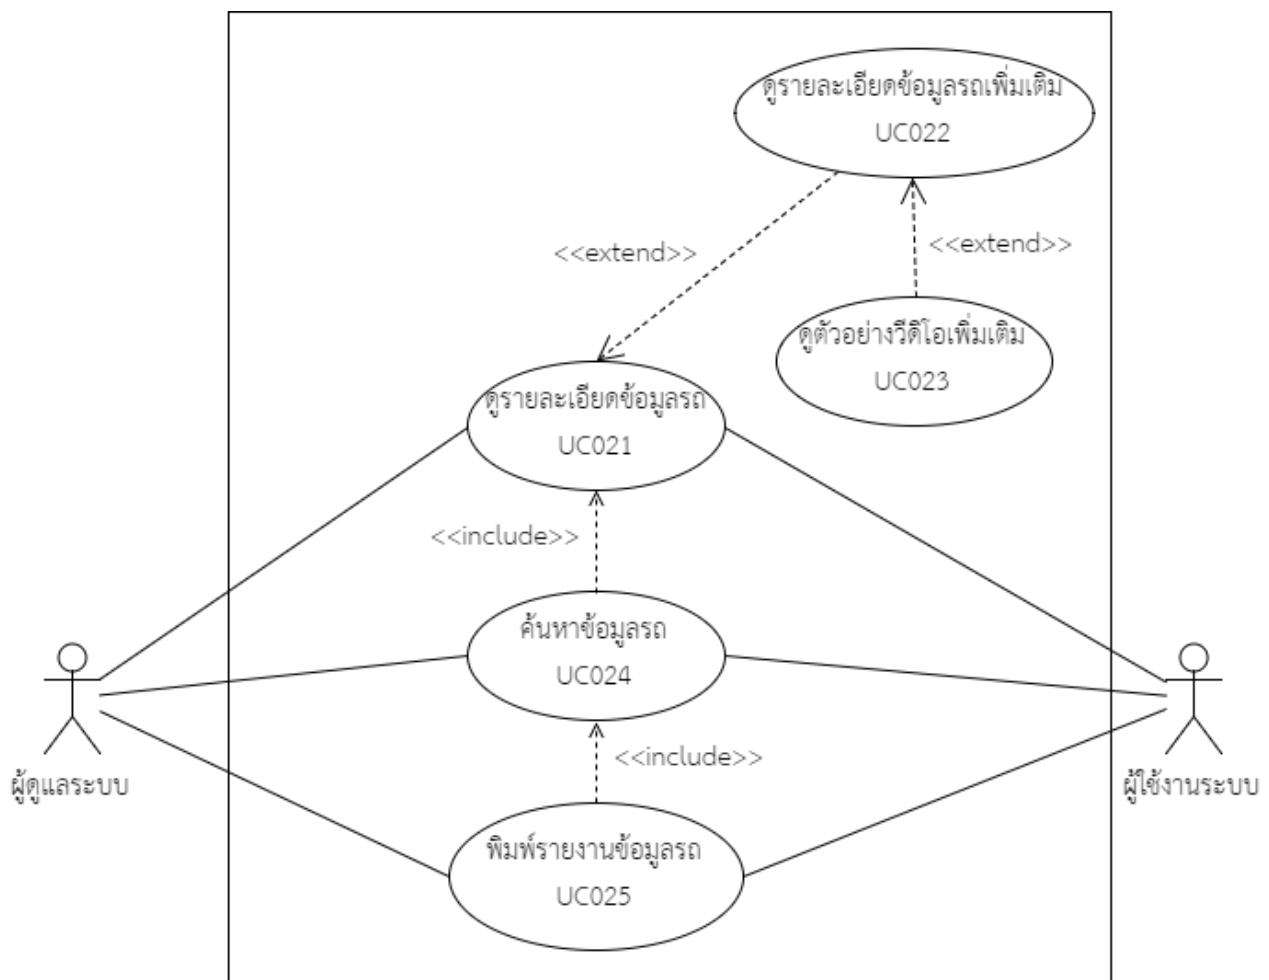 ดูรายละเอียดข้อมูลรถเพิ่มเติม
UC022
<<extend>>
<<extend>>
ดูตัวอย่างวีดิโอเพิ่มเติม
UC023
ดูรายละเอียดข้อมูลรถ
UC021
<<include>>
ค้นหาข้อมูลรถ
UC024
<<include>>
ผู้ดูแลระบบ
ผู้ใช้งานระบบ
พิมพ์รายงานข้อมูลรถ
UC025